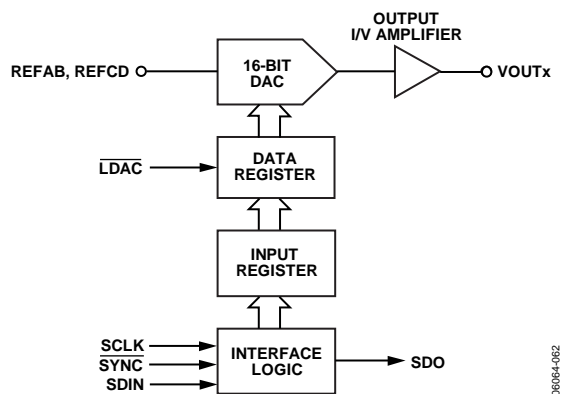 OUTPUT
I/V AMPLIFIER
REFAB, REFCD
16-BIT
DAC
VOUTx
LDAC
DATA
REGISTER
INPUT
REGISTER
SCLK
SYNC
SDIN
INTERFACE
LOGIC
SDO
06064-062